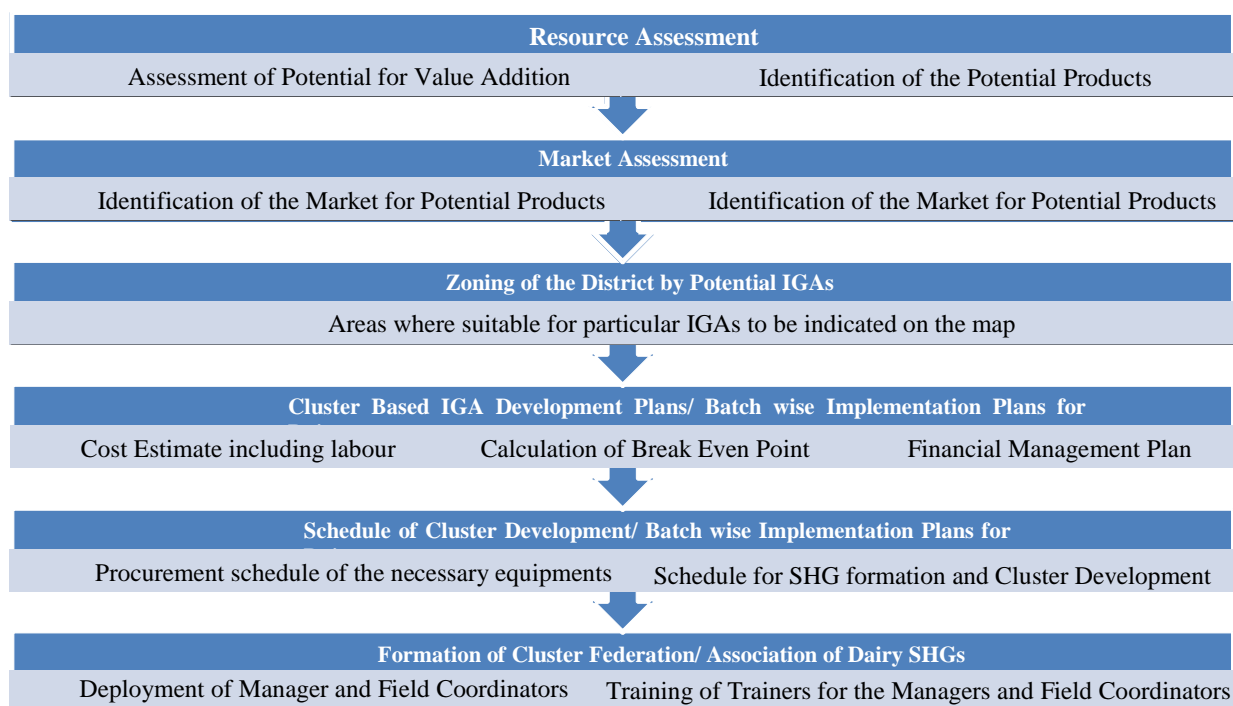 Resource Assessment
Assessment of Potential for Value Addition Identification of the Potential Products
Market Assessment
Identification of the Market for Potential Products Identification of the Market for Potential Products
Zoning of the District by Potential IGAs
Areas where suitable for particular IGAs to be indicated on the map
Cluster Based IGA Development Plans/ Batch wise Implementation Plans for
Cost Estimate including labour Calculation of Break Even Point Financial Management Plan
Schedule of Cluster Development/ Batch wise Implementation Plans for
Procurement schedule of the necessary equipments Schedule for SHG formation and Cluster Development
Formation of Cluster Federation/ Association of Dairy SHGs
Deployment of Manager and Field Coordinators Training of Trainers for the Managers and Field Coordinators